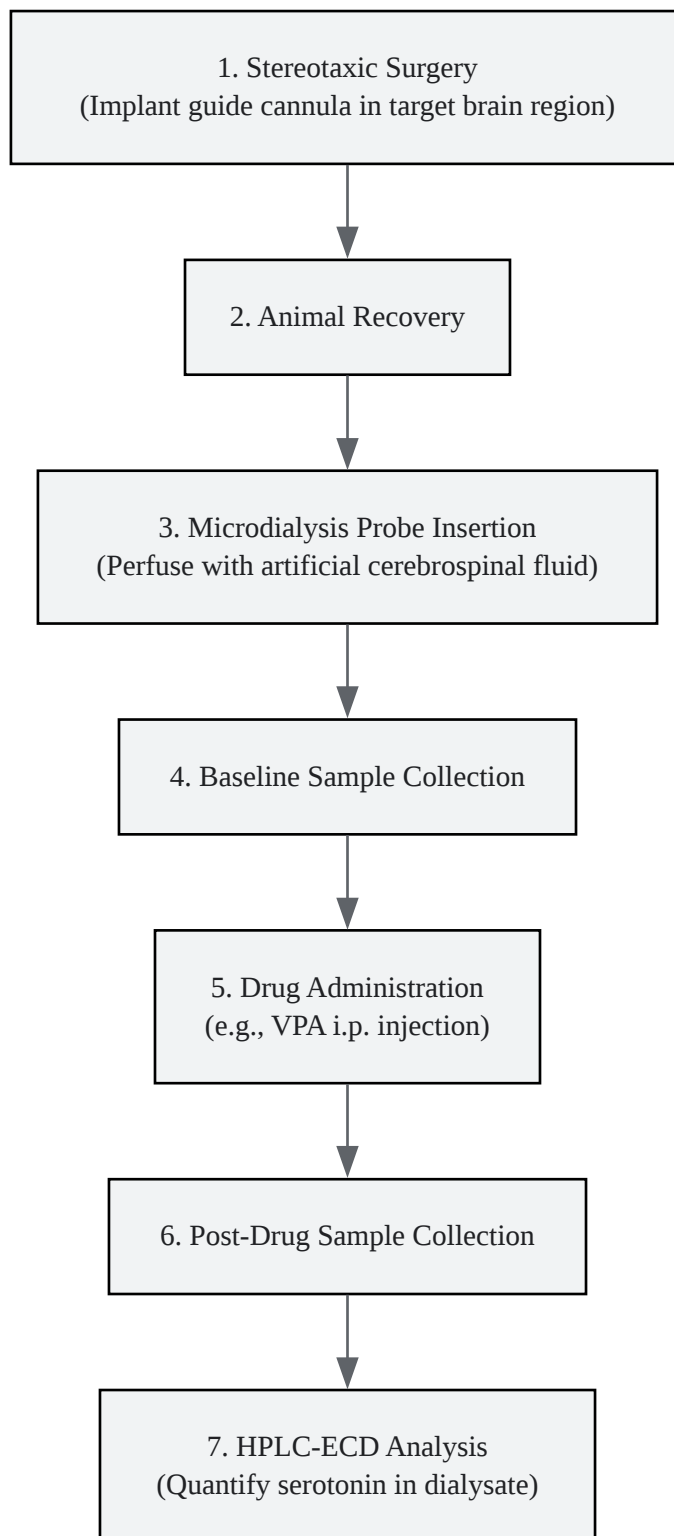 1. Stereotaxic Surgery
(Implant guide cannula in target brain region)
2. Animal Recovery
3. Microdialysis Probe Insertion
(Perfuse with artificial cerebrospinal fluid)
4. Baseline Sample Collection
5. Drug Administration
(e.g., VPA i.p. injection)
6. Post-Drug Sample Collection
7. HPLC-ECD Analysis
(Quantify serotonin in dialysate)